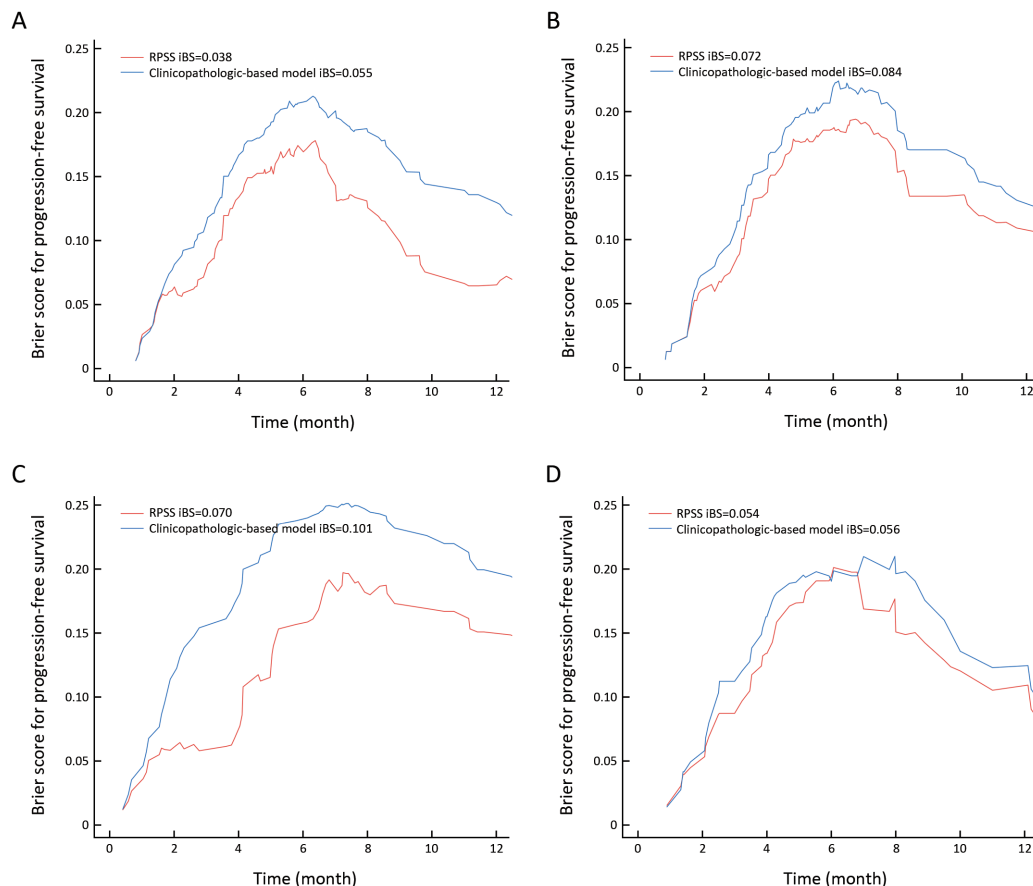 A
Brier score for progression-free survival
0.25
0.20
0.15
0.10
0.05
0
RPSS iBS=0.038
Clinicopathologic-based model iBS=0.055
0 2 4 6 8 10 12
Time (month)
B
Brier score for progression-free survival
0.25
0.20
0.15
0.10
0.05
0
RPSS iBS=0.072
Clinicopathologic-based model iBS=0.084
0 2 4 6 8 10 12
Time (month)
C
Brier score for progression-free survival
0.25
0.20
0.15
0.10
0.05
0
RPSS iBS=0.070
Clinicopathologic-based model iBS=0.101
0 2 4 6 8 10 12
Time (month)
D
Brier score for progression-free survival
0.25
0.20
0.15
0.10
0.05
0
RPSS iBS=0.054
Clinicopathologic-based model iBS=0.056
0 2 4 6 8 10 12
Time (month)